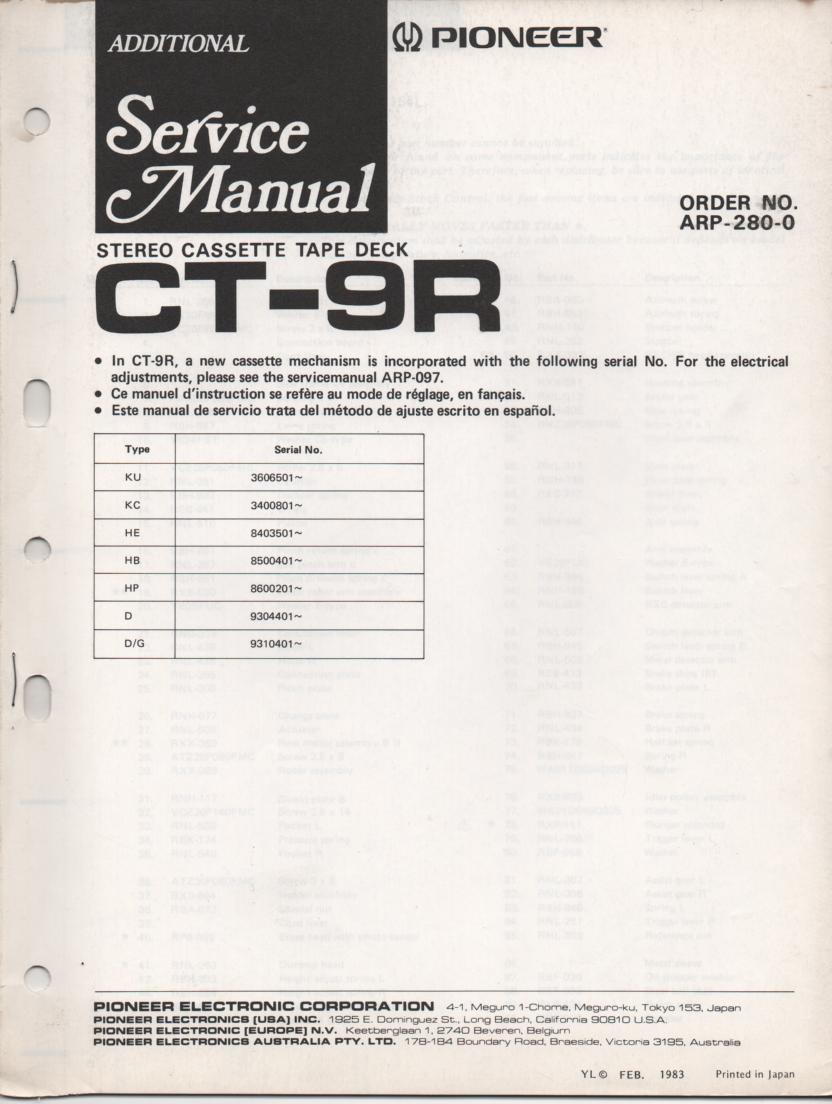 ADDITIONAL
Service
Manual
PIONEER
ORDER NO.
ARP-280-0
STEREO CASSETTE TAPE DECK
CT-9R
• In CT-9R, a new cassette mechanism is incorporated with the following serial No. For the electrical
adjustments, please see the servicemanual ARP-097.
• Ce manuel d'instruction se refère au mode de réglage, en fançais.
• Este manual de servicio trata del método de ajuste escrito en español.
Type Serial No.
KU 3606501~
KC 3400801~
HE 8403501~
HB 8500401~
HP 8600201~
D 9304401~
D/G 9310401~
PIONEER ELECTRONIC CORPORATION 4-1, Meguro 1-Chome, Meguro-ku, Tokyo 153, Japan
PIONEER ELECTRONICS [USA] INC. 1925 E. Dominguez St., Long Beach, California 90810 U.S.A.
PIONEER ELECTRONIC [EUROPE] N.V. Keetberglaan 1, 2740 Beveren, Belgium
PIONEER ELECTRONICS AUSTRALIA PTY. LTD. 178-184 Boundary Road, Braeside, Victoria 3195, Australia
YL © FEB. 1983 Printed in Japan